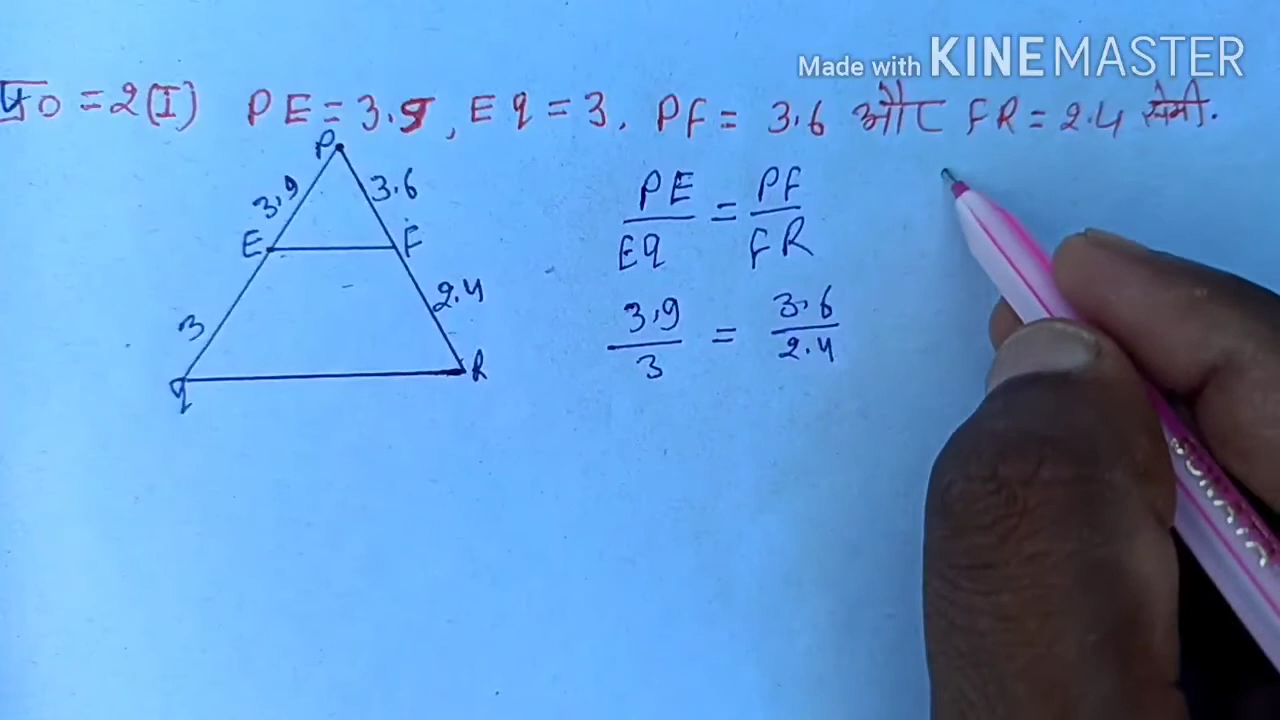 Made with KINEMASTER
प्र० = 2(I) PE = 3.9, Eq = 3, PF = 3.6 और FR = 2.4 सेमी.
P
3.9 3.6
E F
3 2.4
q R
PE/Eq = PF/FR
3.9/3 = 3.6/2.4
SURATA